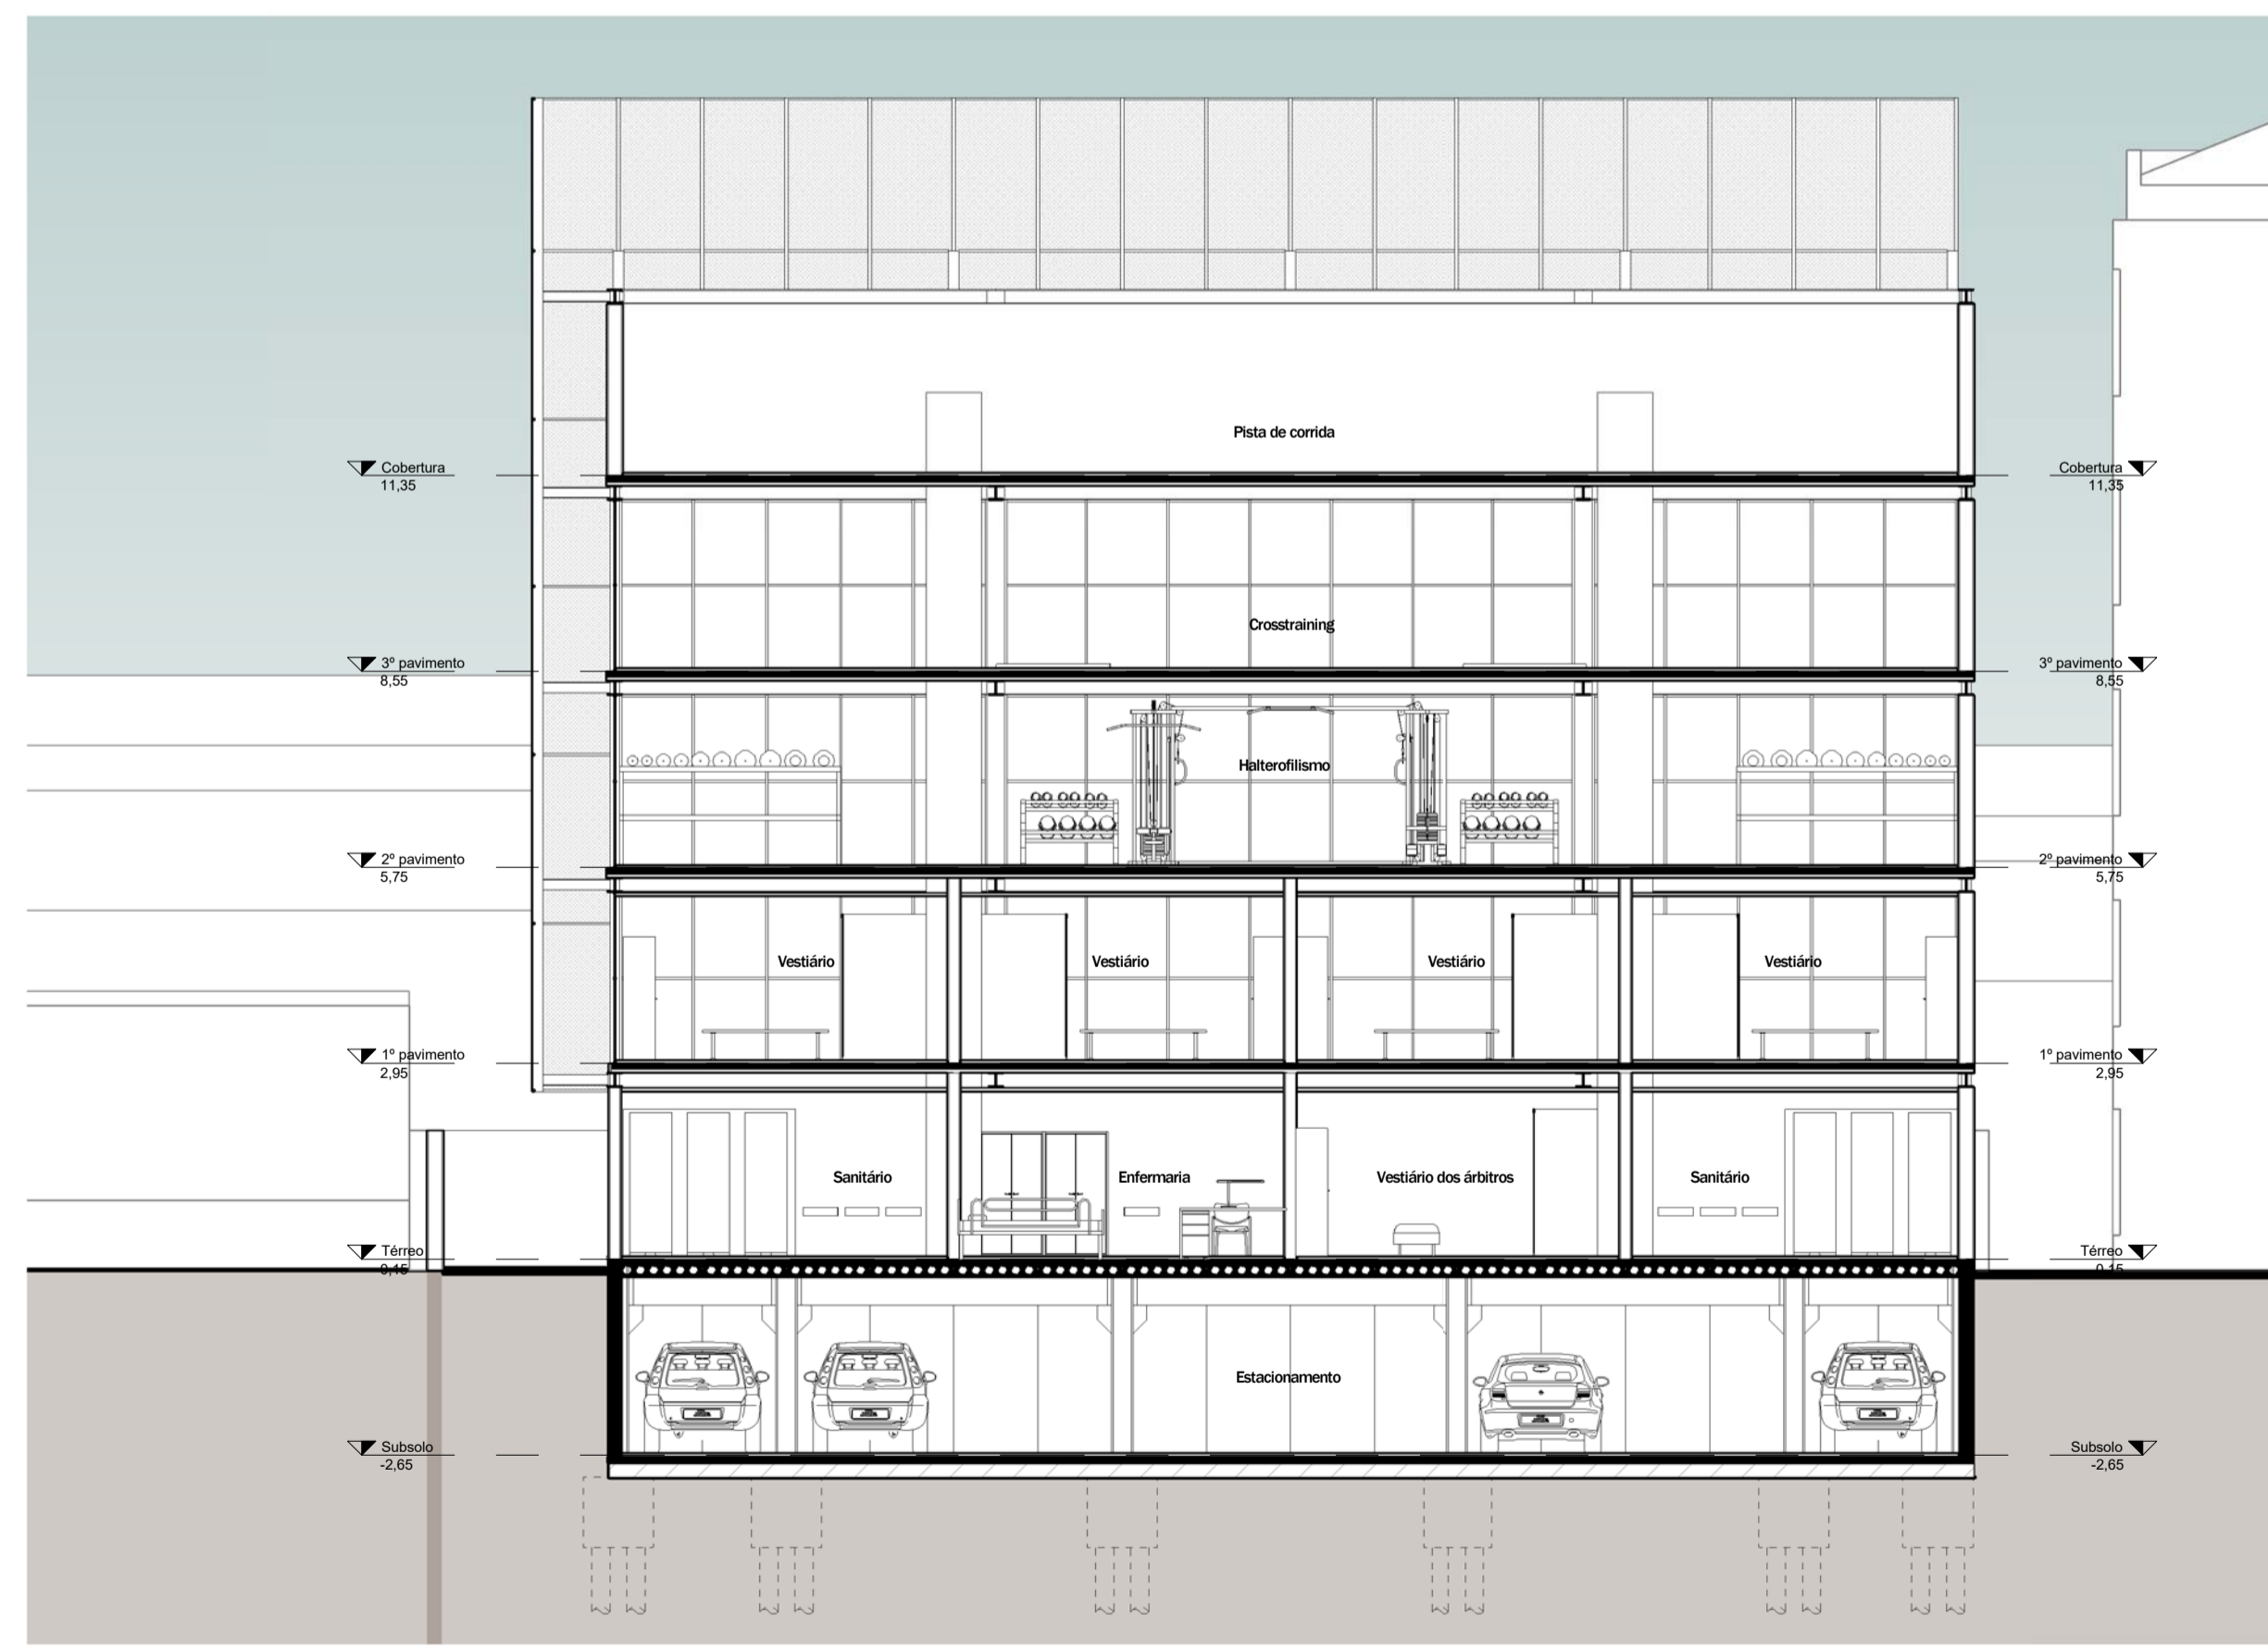 Pista de corrida
Cobertura
11,35
Cobertura
11,35
Crosstraining
3º pavimento
8,55
3º pavimento
8,55
Halterofilismo
2º pavimento
5,75
2º pavimento
5,75
Vestiário
Vestiário
Vestiário
Vestiário
1º pavimento
2,95
1º pavimento
2,95
Sanitário
Enfermaria
Vestiário dos árbitros
Sanitário
Térreo
0,15
Térreo
0,15
Estacionamento
Subsolo
-2,65
Subsolo
-2,65